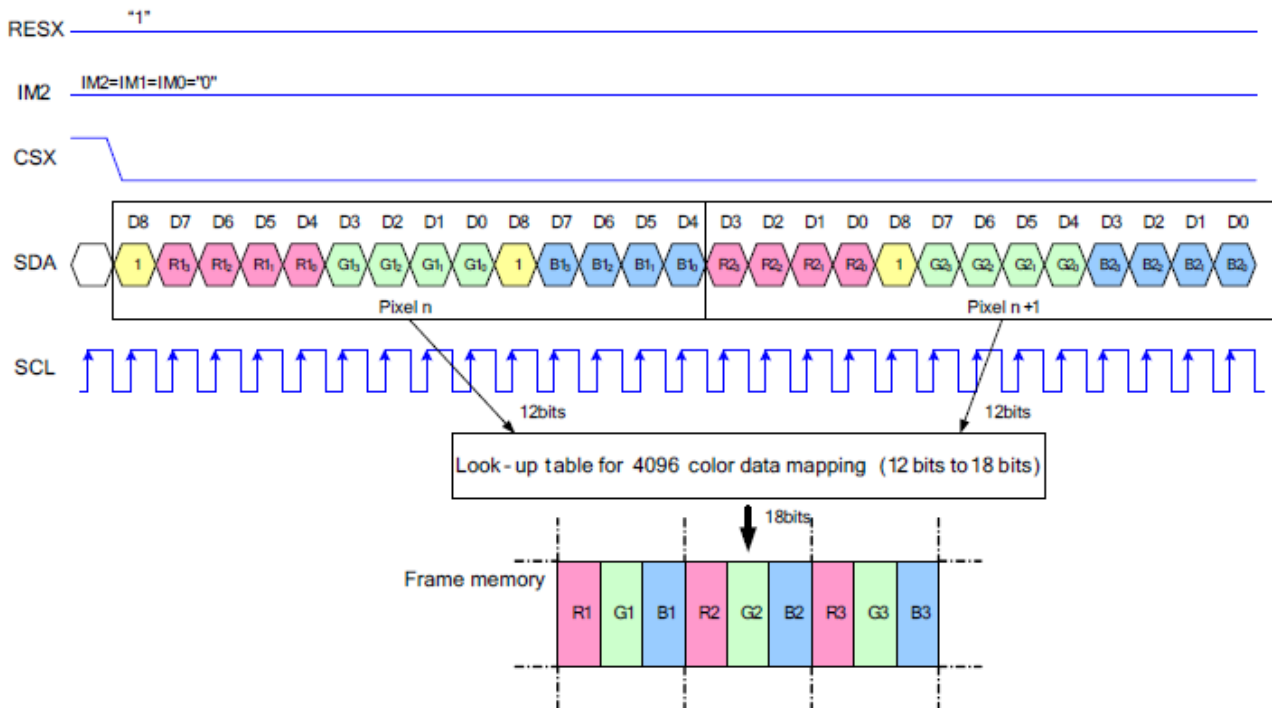 RESX "1"
IM2 IM2=IM1=IM0="0"
CSX
D8 D7 D6 D5 D4 D3 D2 D1 D0 D8 D7 D6 D5 D4 D3 D2 D1 D0 D8 D7 D6 D5 D4 D3 D2 D1 D0
SDA 1 R1₃ R1₂ R1₁ R1₀ G1₃ G1₂ G1₁ G1₀ 1 B1₃ B1₂ B1₁ B1₀ R2₃ R2₂ R2₁ R2₀ 1 G2₃ G2₂ G2₁ G2₀ B2₃ B2₂ B2₁ B2₀
Pixel n Pixel n+1
SCL
12bits 12bits
Look-up table for 4096 color data mapping (12 bits to 18 bits)
18bits
Frame memory
R1 G1 B1 R2 G2 B2 R3 G3 B3